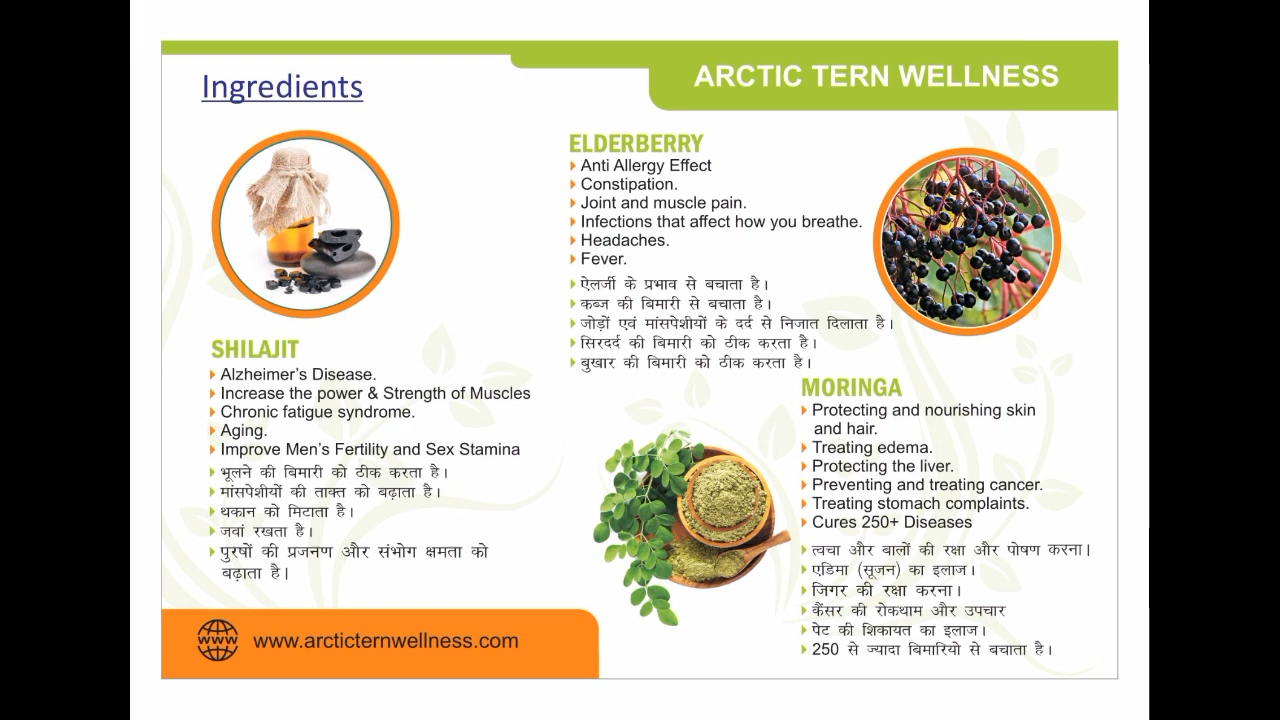 Ingredients
ARCTIC TERN WELLNESS
SHILAJIT
Alzheimer's Disease.
Increase the power & Strength of Muscles
Chronic fatigue syndrome.
Aging.
Improve Men's Fertility and Sex Stamina
भूलने की बिमारी को ठीक करता है।
मांसपेशीयों की ताक्त को बढ़ाता है।
थकान को मिटाता है।
जवां रखता है।
पुरषों की प्रजनण और संभोग क्षमता को
बढ़ाता है।
ELDERBERRY
Anti Allergy Effect
Constipation.
Joint and muscle pain.
Infections that affect how you breathe.
Headaches.
Fever.
ऐलर्जी के प्रभाव से बचाता है।
कब्ज की बिमारी से बचाता है।
जोड़ों एवं मांसपेशीयों के दर्द से निजात दिलाता है।
सिरदर्द की बिमारी को ठीक करता है।
बुखार की बिमारी को ठीक करता है।
MORINGA
Protecting and nourishing skin
and hair.
Treating edema.
Protecting the liver.
Preventing and treating cancer.
Treating stomach complaints.
Cures 250+ Diseases
त्वचा और बालों की रक्षा और पोषण करना।
एडिमा (सूजन) का इलाज।
जिगर की रक्षा करना।
कैंसर की रोकथाम और उपचार
पेट की शिकायत का इलाज।
250 से ज्यादा बिमारियो से बचाता है।
www
www.arcticternwellness.com